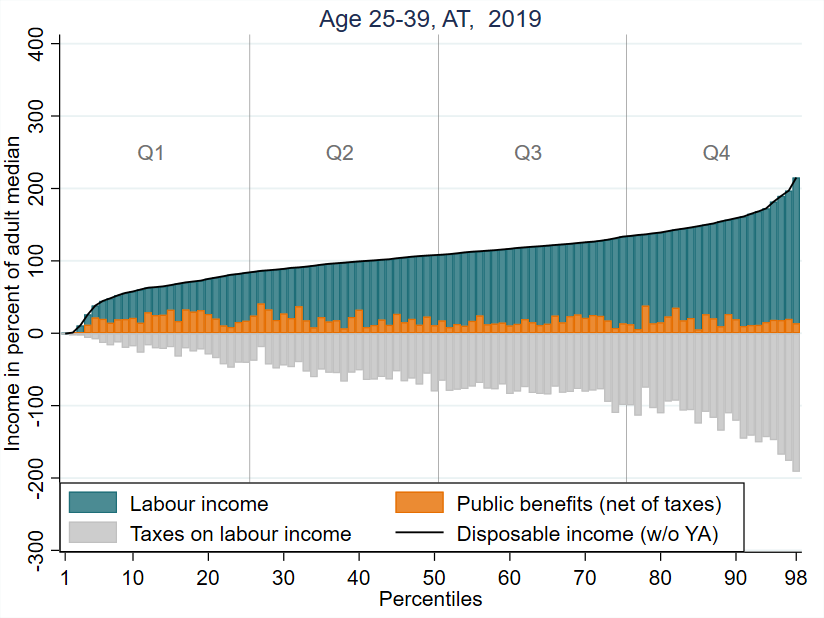 Age 25-39, AT, 2019
Income in percent of adult median
400
300
200
100
0
-100
-200
-300
Q1 Q2 Q3 Q4
Labour income
Public benefits (net of taxes)
Taxes on labour income
Disposable income (w/o YA)
1 10 20 30 40 50 60 70 80 90 98
Percentiles